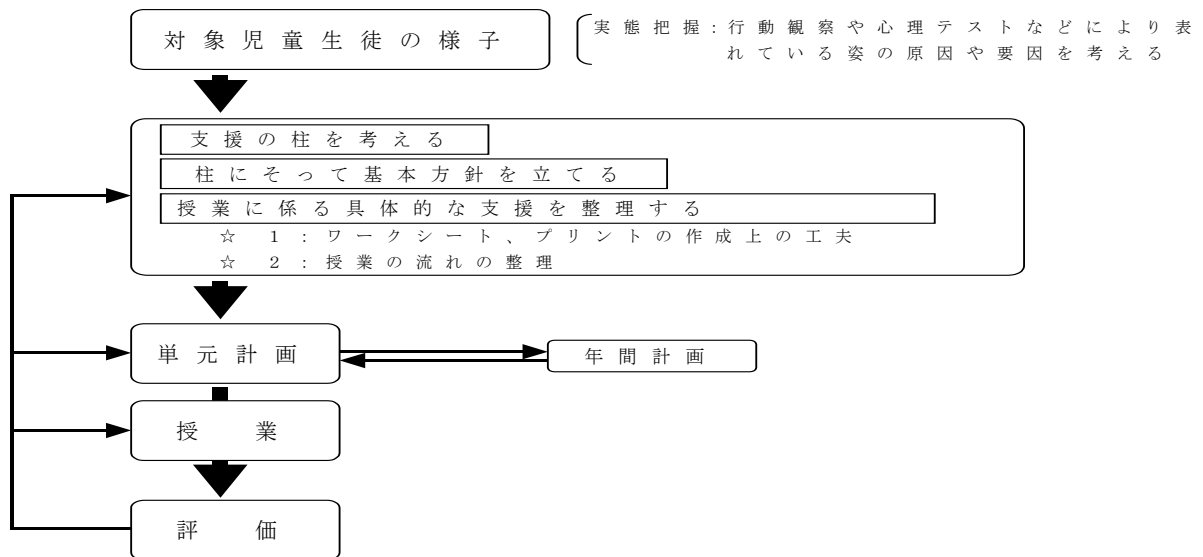 対象児童生徒の様子
実態把握:行動観察や心理テストなどにより表
れている姿の原因や要因を考える
支援の柱を考える
柱にそって基本方針を立てる
授業に係る具体的な支援を整理する
☆1:ワークシート、プリントの作成上の工夫
☆2:授業の流れの整理
単元計画
年間計画
授業
評価